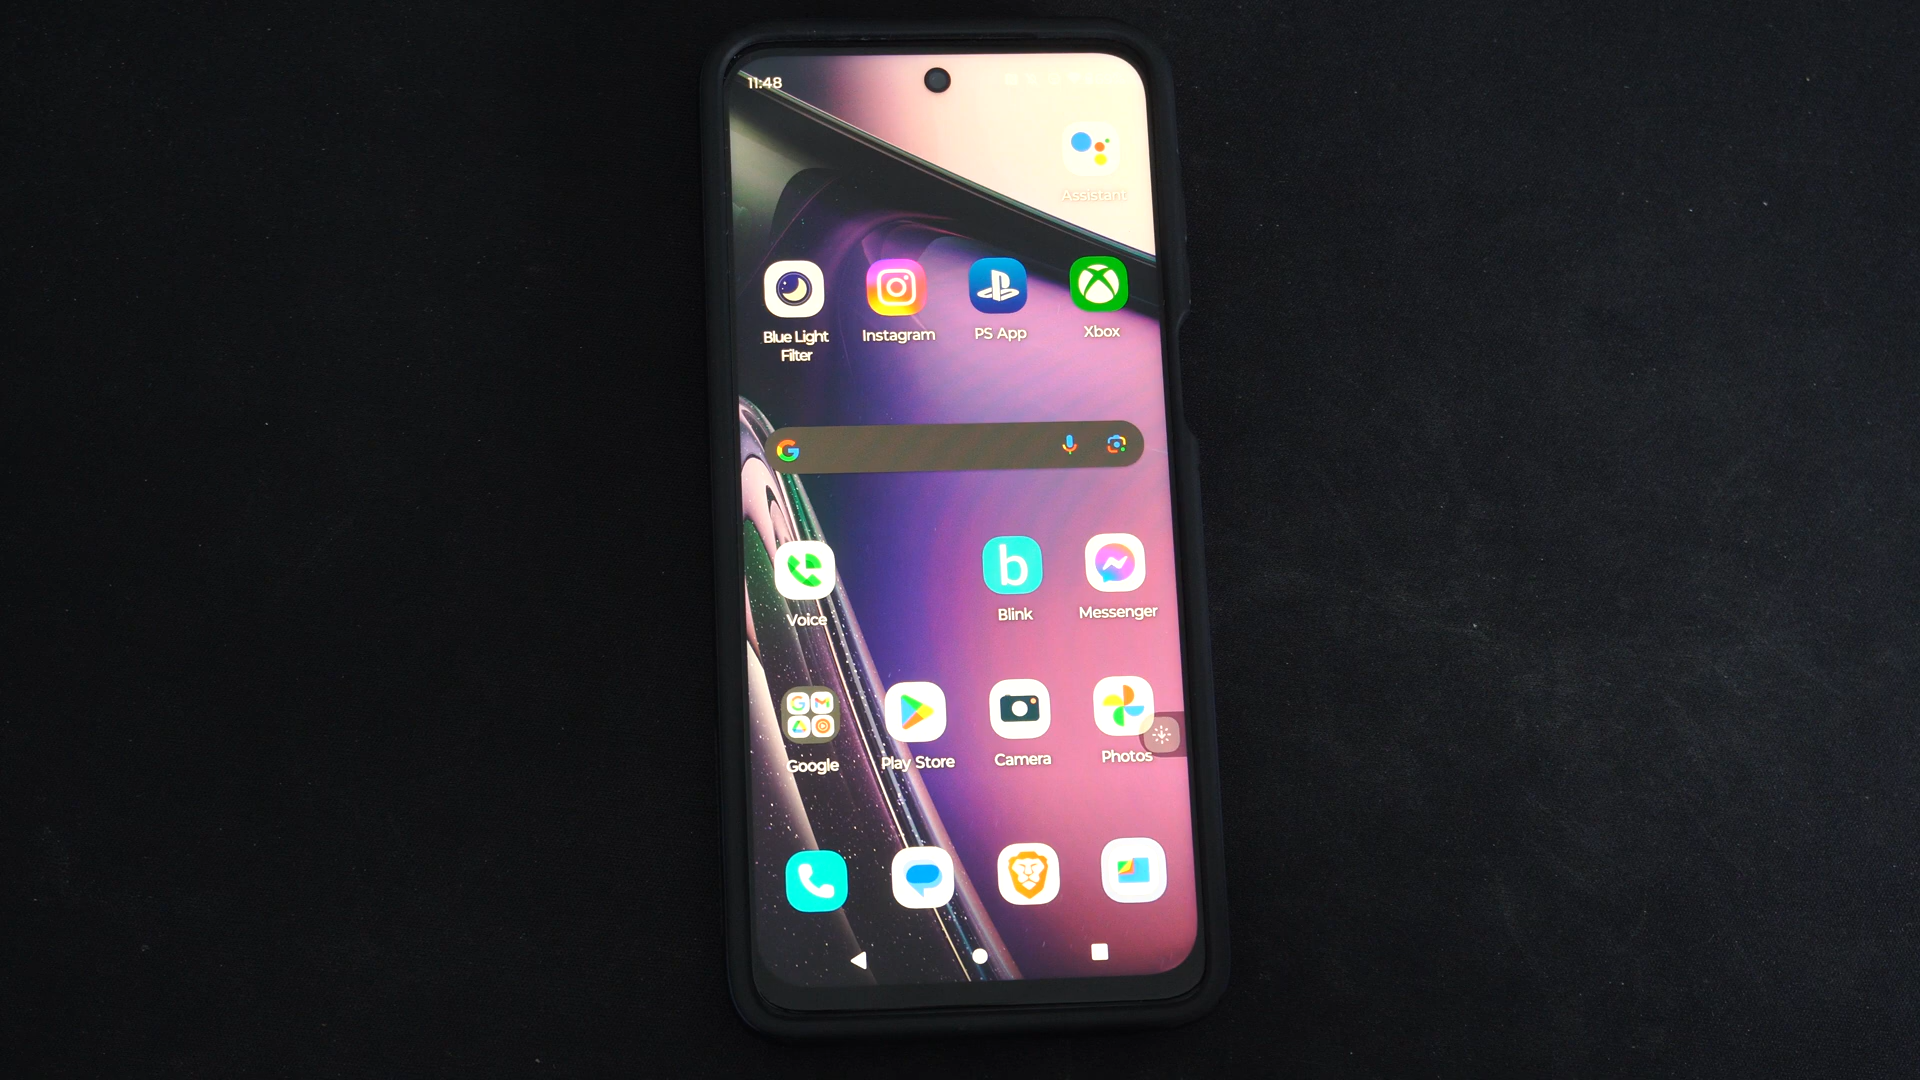 11:48
Assistant
Blue Light
Filter
Instagram
PS App
Xbox
Voice
b
Blink
Messenger
Google
Play Store
Camera
Photos